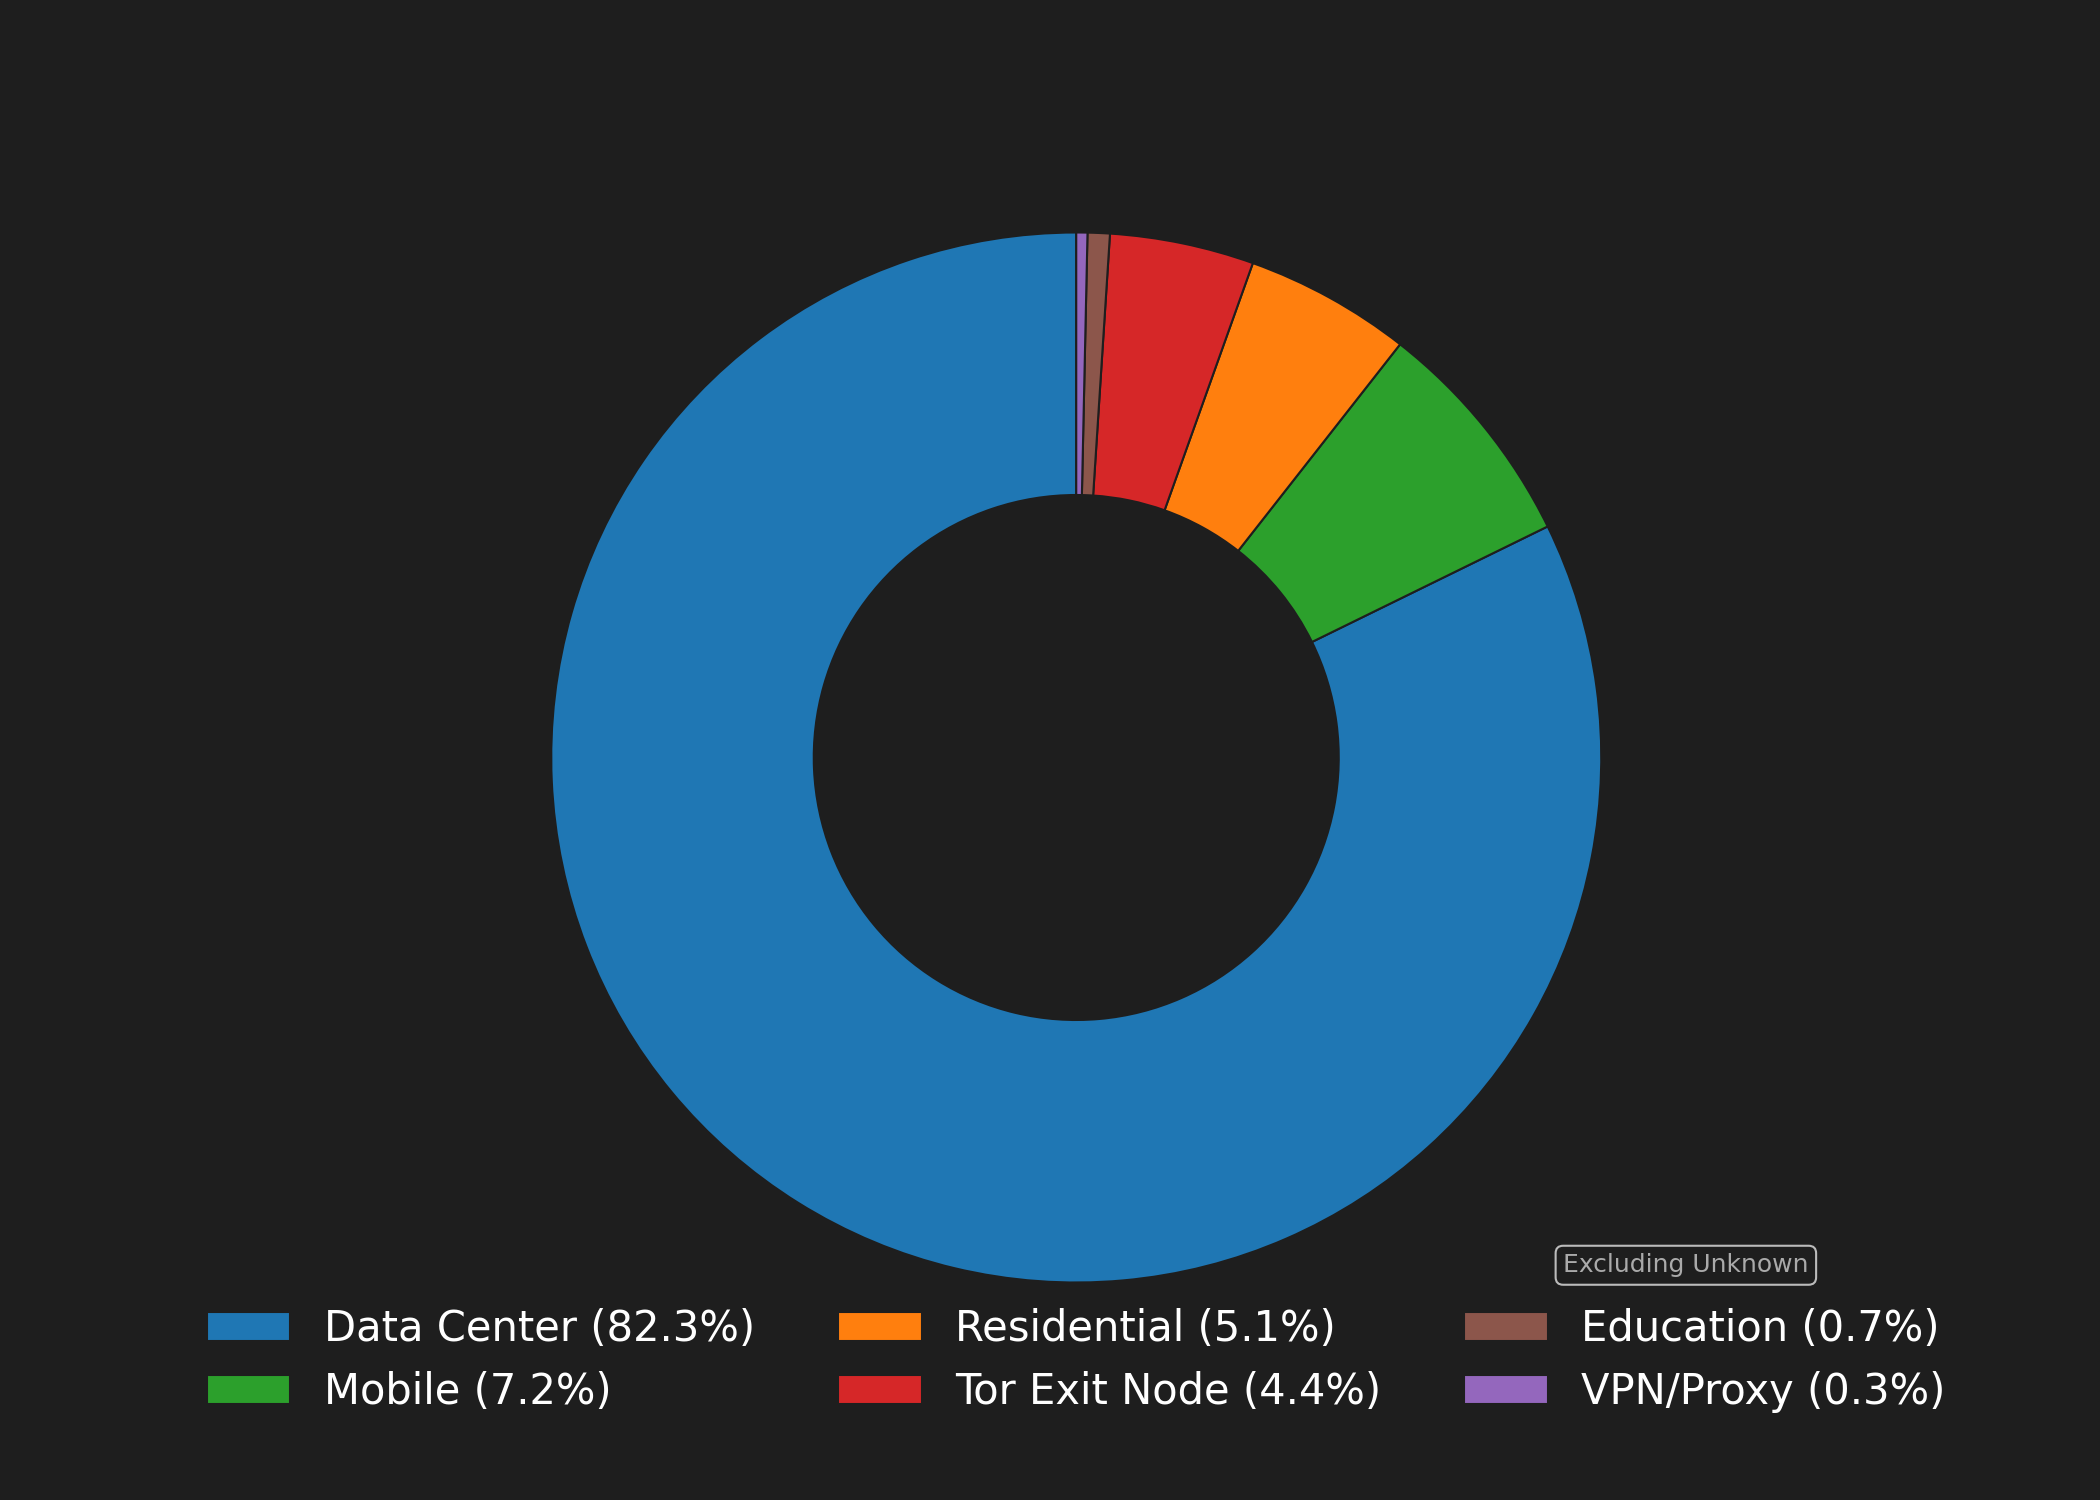 Excluding Unknown
Data Center (82.3%)
Mobile (7.2%)
Residential (5.1%)
Tor Exit Node (4.4%)
Education (0.7%)
VPN/Proxy (0.3%)